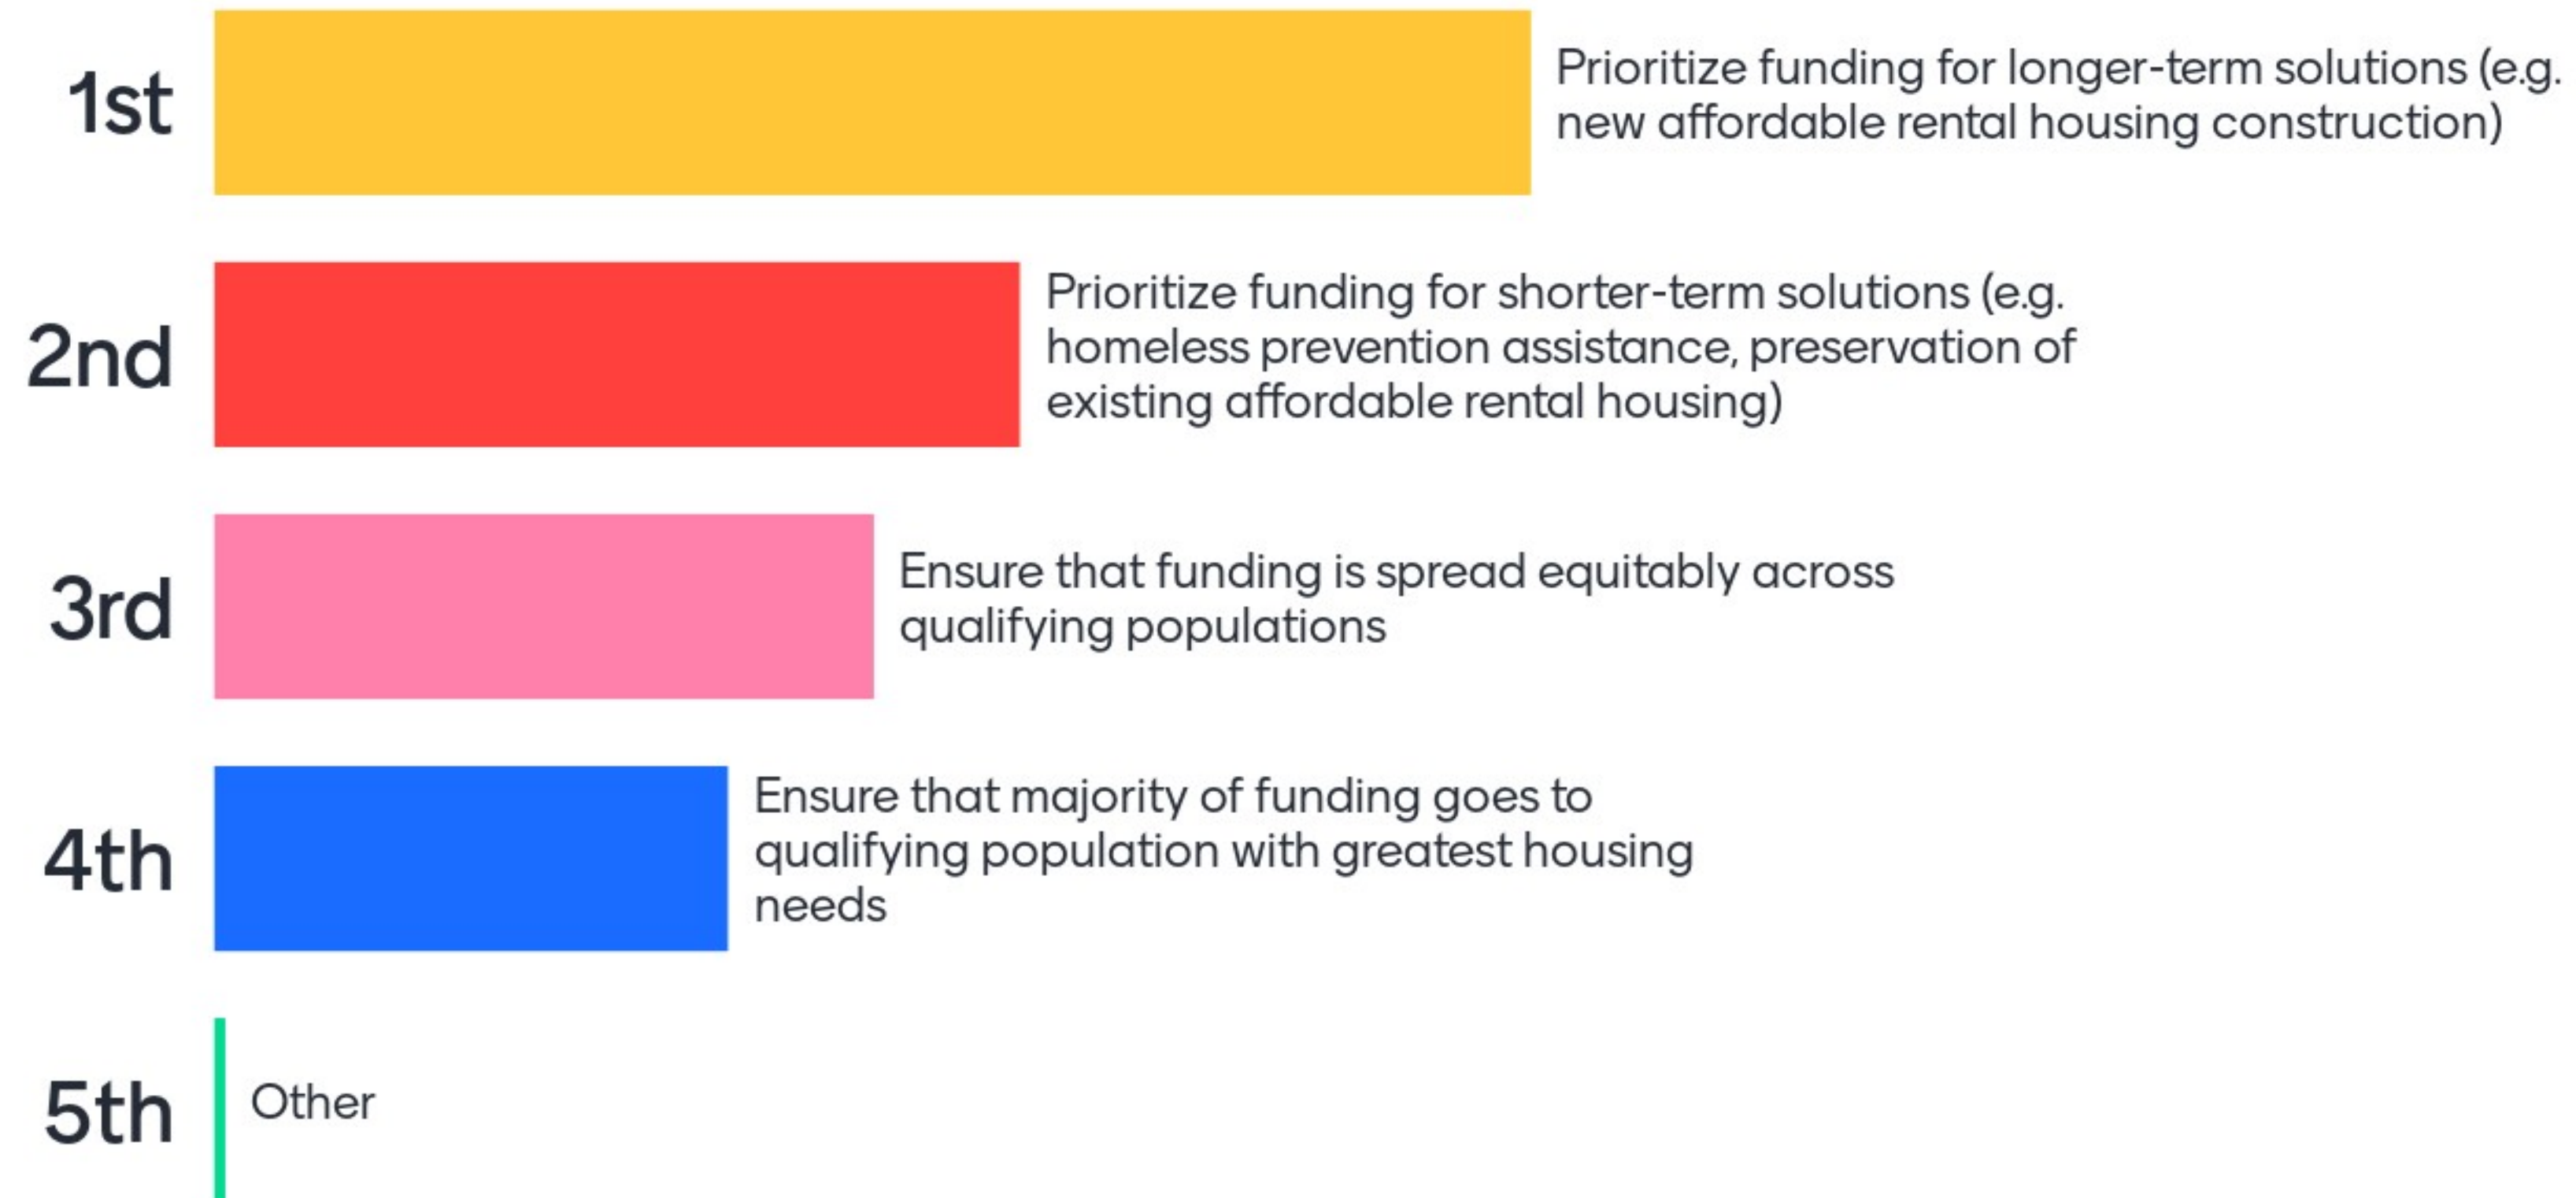 1st
Prioritize funding for longer-term solutions (e.g.
new affordable rental housing construction)
2nd
Prioritize funding for shorter-term solutions (e.g.
homeless prevention assistance, preservation of
existing affordable rental housing)
3rd
Ensure that funding is spread equitably across
qualifying populations
4th
Ensure that majority of funding goes to
qualifying population with greatest housing
needs
5th
Other